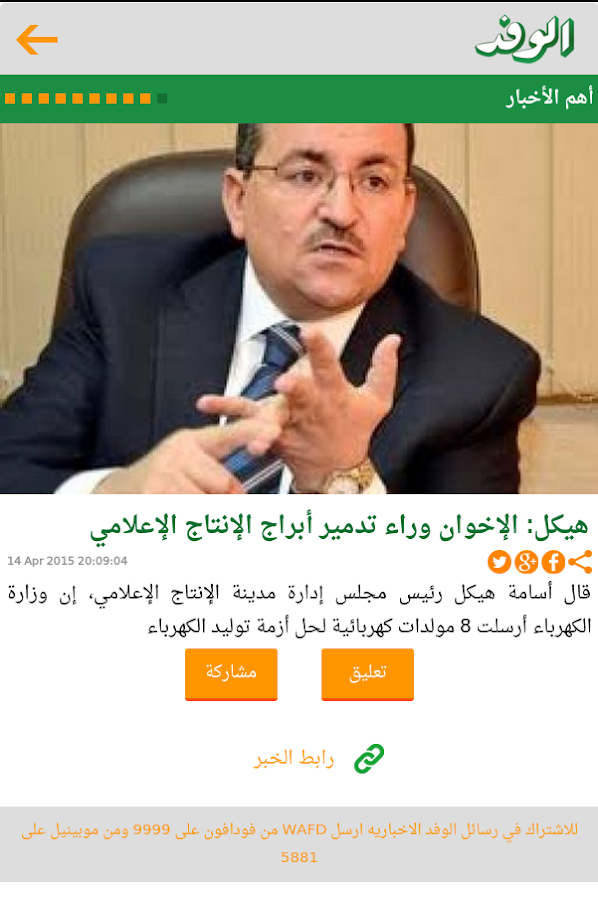 الوفد
أهم الأخبار
هيكل: الإخوان وراء تدمير أبراج الإنتاج الإعلامي
14 Apr 2015 20:09:04
قال أسامة هيكل رئيس مجلس إدارة مدينة الإنتاج الإعلامي، إن وزارة
الكهرباء أرسلت 8 مولدات كهربائية لحل أزمة توليد الكهرباء
تعليق
مشاركة
رابط الخبر
للاشتراك في رسائل الوفد الاخباريه ارسل WAFD من فودافون على 9999 ومن موبينيل على
5881